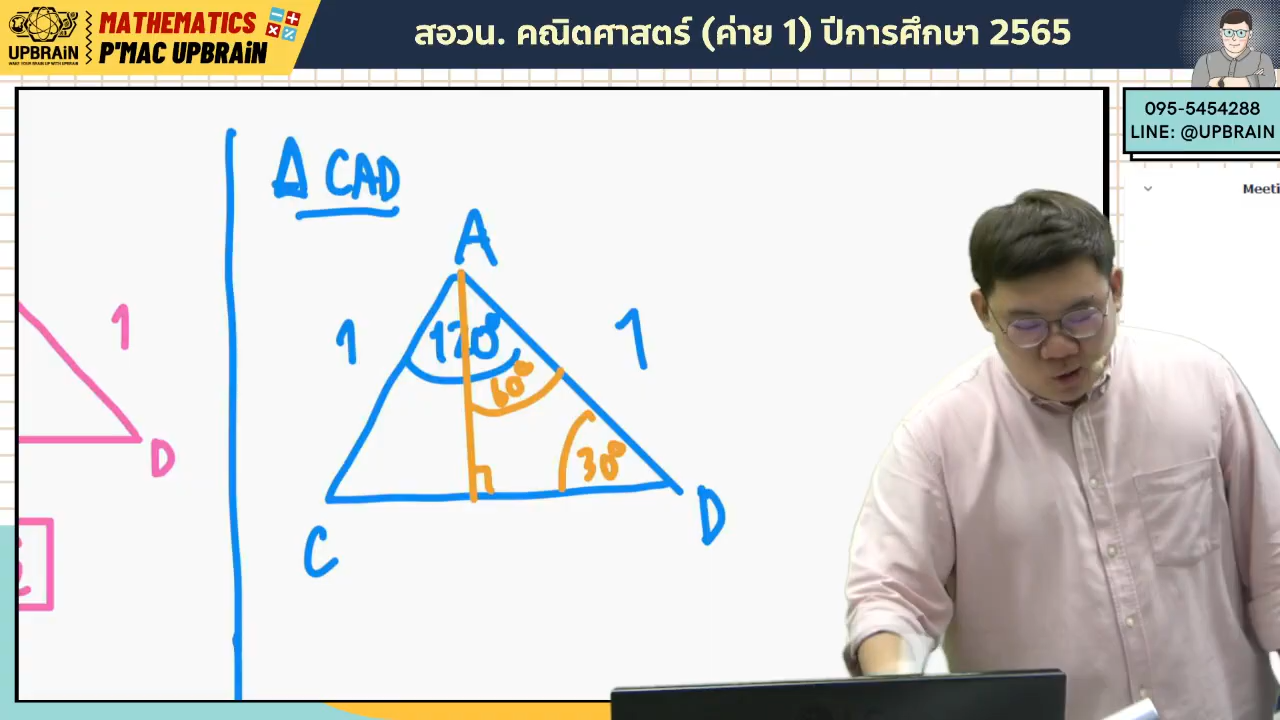 UPBRAiN
MATHEMATICS
P'MAC UPBRAiN
สอวน. คณิตศาสตร์ (ค่าย 1) ปีการศึกษา 2565
095-5454288
LINE: @UPBRAIN
Meeti
Δ CAD
A
1
120°
1
60°
30°
C
D
1
D